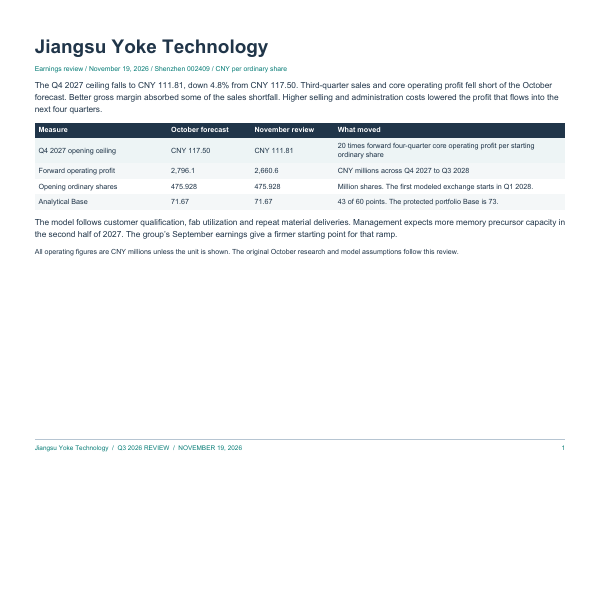 Jiangsu Yoke Technology
Earnings review / November 19, 2026 / Shenzhen 002409 / CNY per ordinary share
The Q4 2027 ceiling falls to CNY 111.81, down 4.8% from CNY 117.50. Third-quarter sales and core operating profit fell short of the October
forecast. Better gross margin absorbed some of the sales shortfall. Higher selling and administration costs lowered the profit that flows into the
next four quarters.
Measure October forecast November review What moved
Q4 2027 opening ceiling CNY 117.50 CNY 111.81 20 times forward four-quarter core operating profit per starting
ordinary share
Forward operating profit 2,796.1 2,660.6 CNY millions across Q4 2027 to Q3 2028
Opening ordinary shares 475.928 475.928 Million shares. The first modeled exchange starts in Q1 2028.
Analytical Base 71.67 71.67 43 of 60 points. The protected portfolio Base is 73.
The model follows customer qualification, fab utilization and repeat material deliveries. Management expects more memory precursor capacity in
the second half of 2027. The group's September earnings give a firmer starting point for that ramp.
All operating figures are CNY millions unless the unit is shown. The original October research and model assumptions follow this review.
Jiangsu Yoke Technology / Q3 2026 REVIEW / NOVEMBER 19, 2026 1